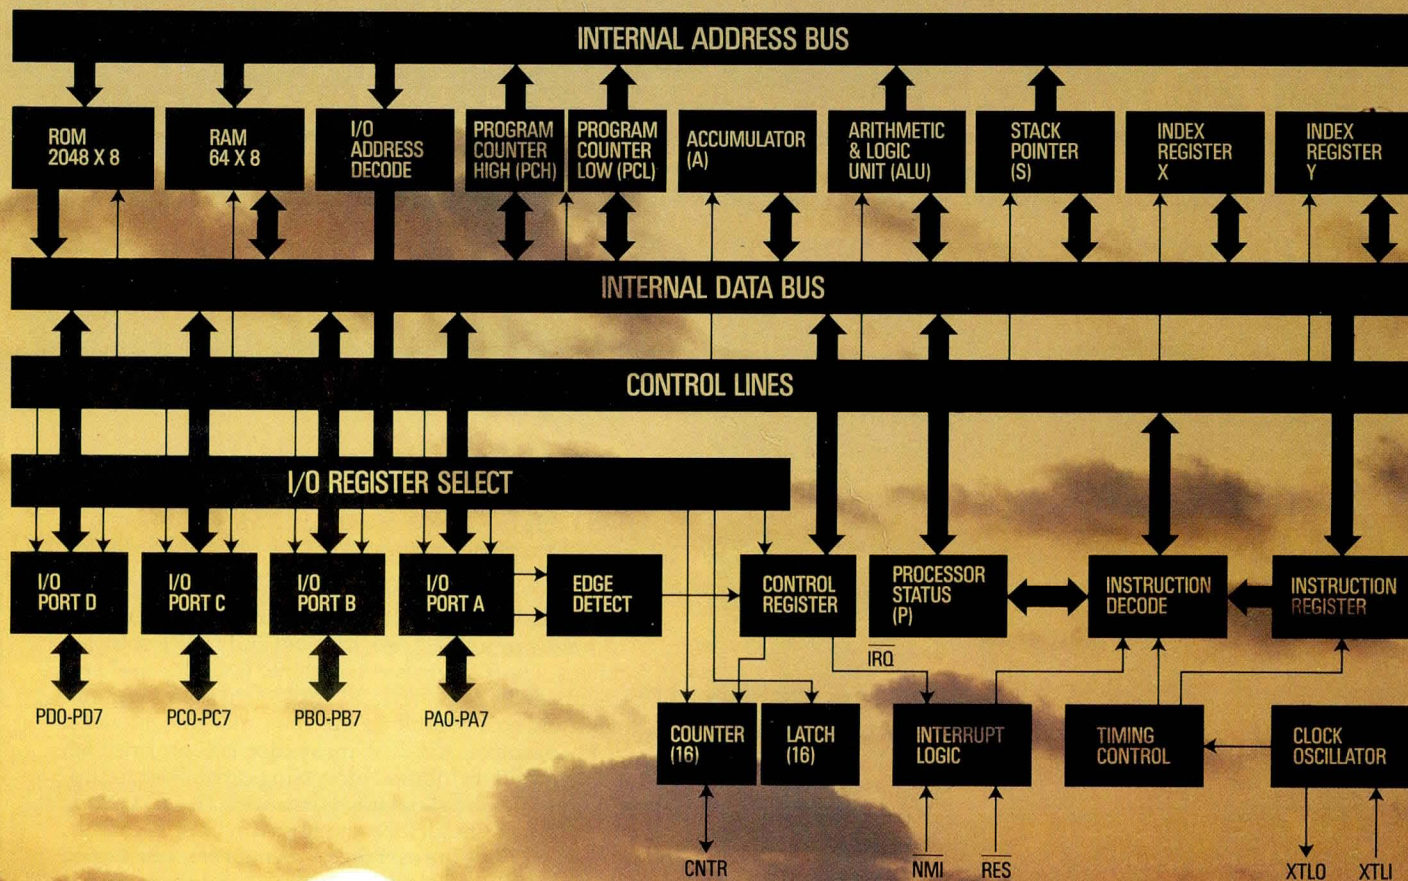 INTERNAL ADDRESS BUS
ROM
2048 X 8
RAM
64 X 8
I/O
ADDRESS
DECODE
PROGRAM
COUNTER
HIGH (PCH)
PROGRAM
COUNTER
LOW (PCL)
ACCUMULATOR
(A)
ARITHMETIC
& LOGIC
UNIT (ALU)
STACK
POINTER
(S)
INDEX
REGISTER
X
INDEX
REGISTER
Y
INTERNAL DATA BUS
CONTROL LINES
I/O REGISTER SELECT
I/O
PORT D
I/O
PORT C
I/O
PORT B
I/O
PORT A
EDGE
DETECT
CONTROL
REGISTER
PROCESSOR
STATUS
(P)
INSTRUCTION
DECODE
INSTRUCTION
REGISTER
IRQ
PD0-PD7
PC0-PC7
PB0-PB7
PA0-PA7
COUNTER
(16)
LATCH
(16)
INTERRUPT
LOGIC
TIMING
CONTROL
CLOCK
OSCILLATOR
CNTR
NMI
RES
XTLO
XTLI